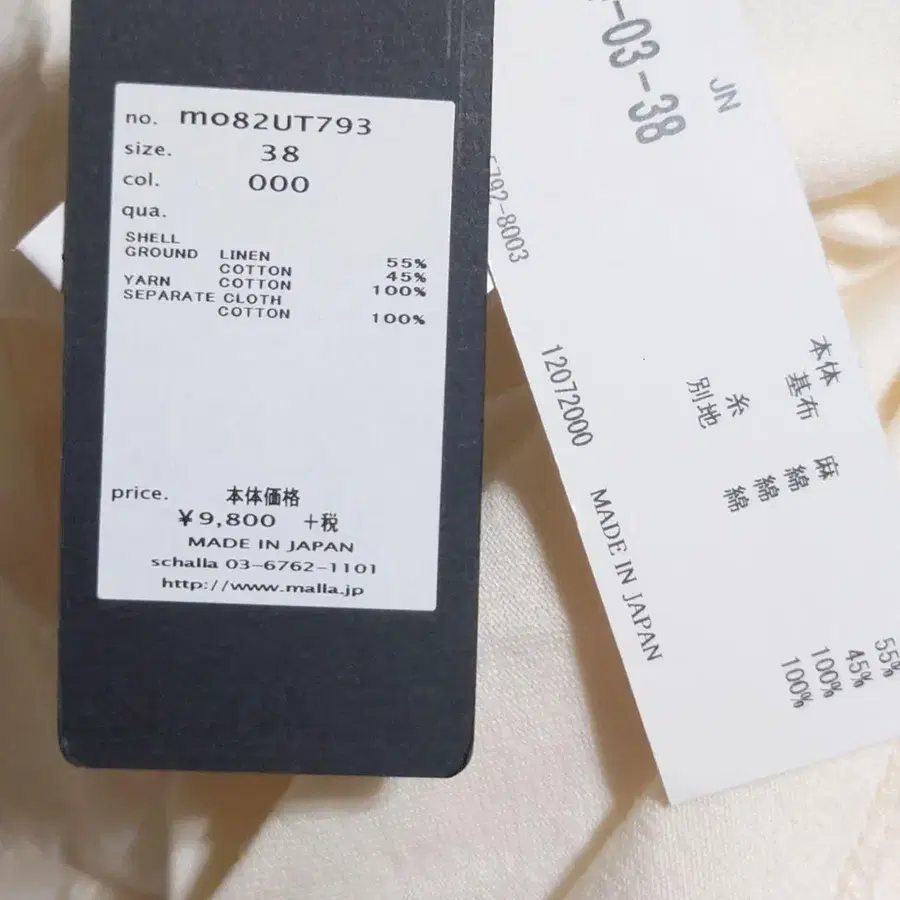 no. mo82UT793
size. 38
col. 000
qua.
SHELL
GROUND LINEN 55%
COTTON 45%
YARN COTTON 100%
SEPARATE CLOTH
COTTON 100%
price. 本体価格
¥9,800 +税
MADE IN JAPAN
schalla 03-6762-1101
http://www.malla.jp
-03-38
JN
792-8003
12072000
MADE IN JAPAN
本体
基布 麻 55%
綿 45%
糸 綿 100%
別地 綿 100%